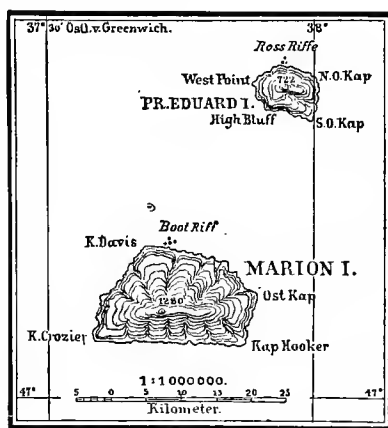 37° 30' Östl. v. Greenwich. 38°
Ross Riffe
West Point 722 N.O. Kap
PR. EDUARD I.
High Bluff S.O. Kap
Boot Riff
K. Davis
MARION I.
1280 Ost Kap
K. Crozier Kap Hooker
1:1000000.
47° 5 0 5 10 15 20 25 47°
Kilometer.